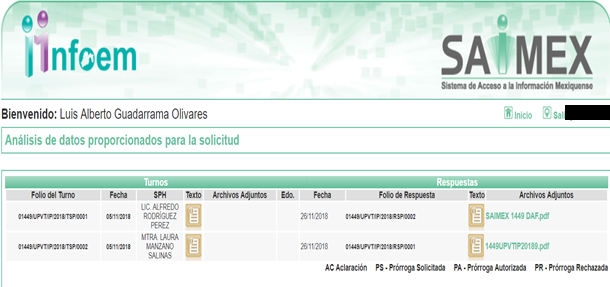 infoem
SAIMEX
Sistema de Acceso a la Información Mexiquense
Bienvenido: Luis Alberto Guadarrama Olivares
Inicio Sali
Análisis de datos proporcionados para la solicitud
Turnos Respuestas
Folio del Turno Fecha SPH Texto Archivos Adjuntos Edo. Fecha Folio de Respuesta Texto Archivos Adjuntos
01449/UPVT/IP/2018/TSP/0001 05/11/2018 LIC. ALFREDO RODRÍGUEZ PEREZ 26/11/2018 01449/UPVT/IP/2018/RSP/0002 SAIMEX 1449 DAF.pdf
01449/UPVT/IP/2018/TSP/0002 05/11/2018 MTRA. LAURA MANZANO SALINAS 26/11/2018 01449/UPVT/IP/2018/RSP/0001 1449UPVTIP20189.pdf
AC Aclaración PS - Prórroga Solicitada PA - Prórroga Autorizada PR - Prórroga Rechazada